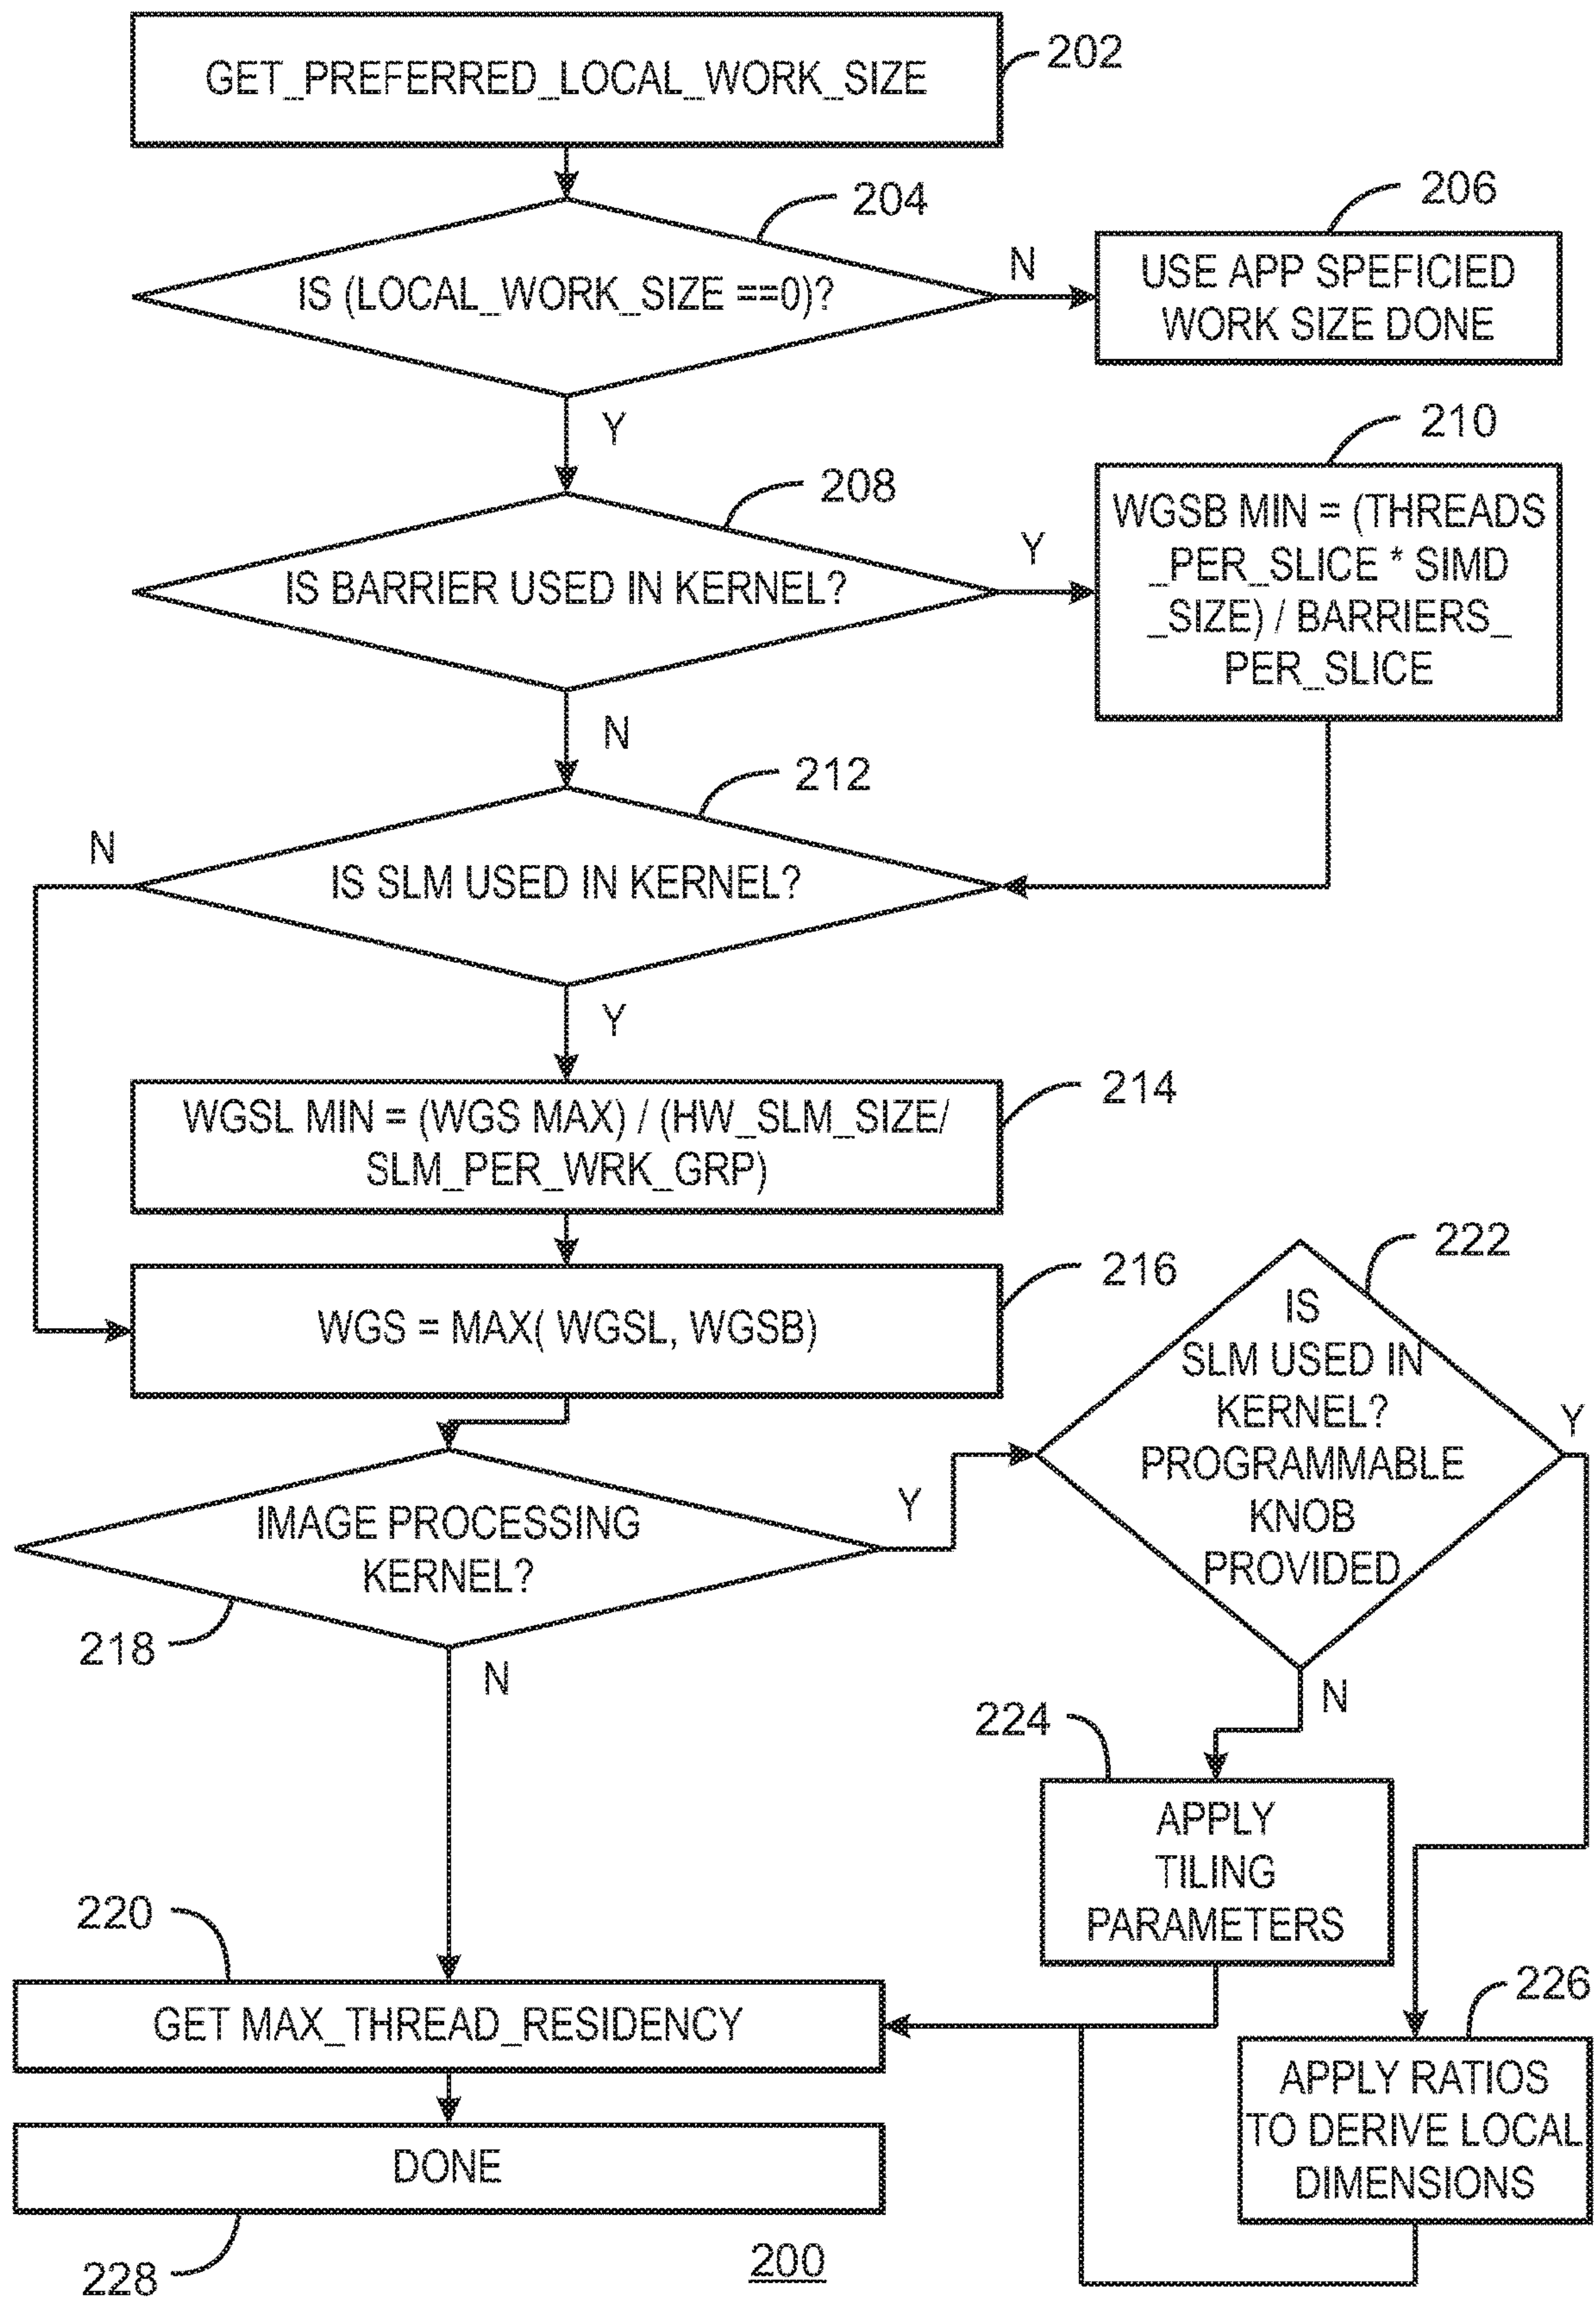 GET_PREFERRED_LOCAL_WORK_SIZE
202
204
IS (LOCAL_WORK_SIZE ==0)?
N
206
USE APP SPEFICIED
WORK SIZE DONE
Y
208
IS BARRIER USED IN KERNEL?
Y
210
WGSB MIN = (THREADS
_PER_SLICE * SIMD
_SIZE) / BARRIERS_
PER_SLICE
N
212
N
IS SLM USED IN KERNEL?
Y
WGSL MIN = (WGS MAX) / (HW_SLM_SIZE/
SLM_PER_WRK_GRP)
214
WGS = MAX( WGSL, WGSB)
216
222
IS
SLM USED IN
KERNEL?
PROGRAMMABLE
KNOB
PROVIDED
Y
IMAGE PROCESSING
KERNEL?
Y
218
N
N
224
APPLY
TILING
PARAMETERS
220
GET MAX_THREAD_RESIDENCY
226
APPLY RATIOS
TO DERIVE LOCAL
DIMENSIONS
DONE
228
200